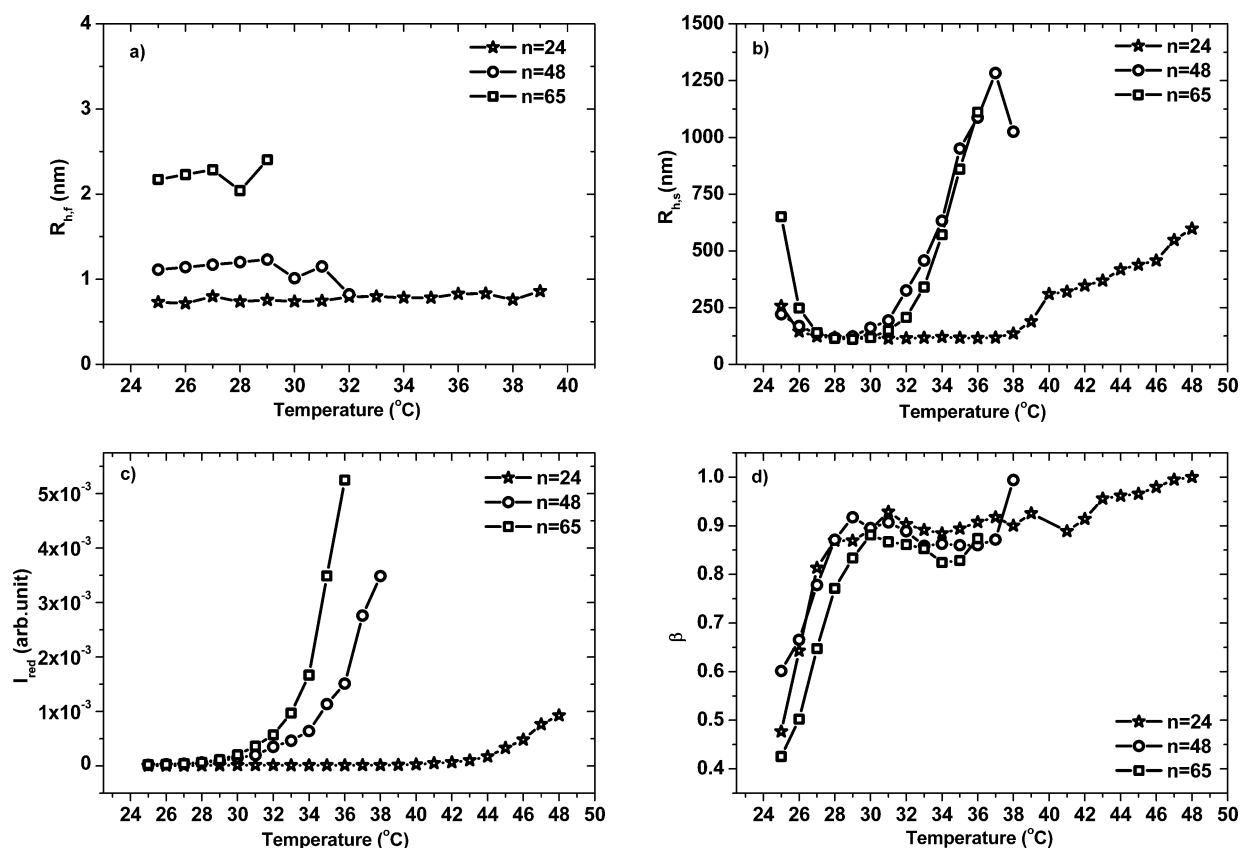 a)
n=24
n=48
n=65
4
3
2
1
0
R_h,f (nm)
24 26 28 30 32 34 36 38 40
Temperature (°C)
b)
n=24
n=48
n=65
1500
1250
1000
750
500
250
0
R_h,s(nm)
24 26 28 30 32 34 36 38 40 42 44 46 48 50
Temperature (°C)
c)
n=24
n=48
n=65
5x10⁻³
4x10⁻³
3x10⁻³
2x10⁻³
1x10⁻³
0
I_red (arb.unit)
24 26 28 30 32 34 36 38 40 42 44 46 48 50
Temperature (°C)
d)
n=24
n=48
n=65
1.0
0.9
0.8
0.7
0.6
0.5
0.4
β
24 26 28 30 32 34 36 38 40 42 44 46 48 50
Temperature (°C)